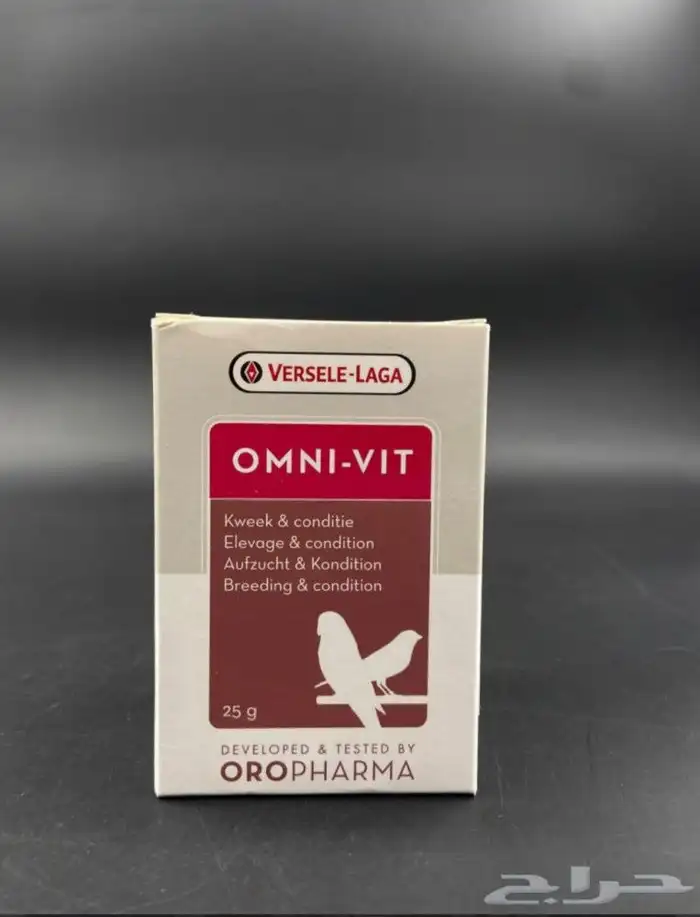 VERSELE-LAGA
OMNI-VIT
Kweek & conditie
Elevage & condition
Aufzucht & Kondition
Breeding & condition
25 g
DEVELOPED & TESTED BY
OROPHARMA
حراج